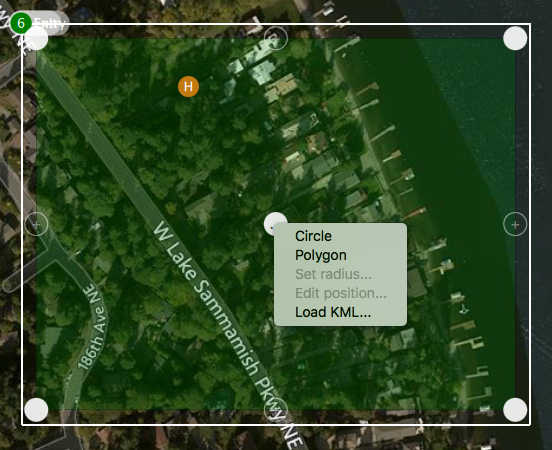 6 Entry
H
Circle
Polygon
Set radius...
Edit position...
Load KML...
W Lake Sammamish Pkwy NE
186th Ave NE